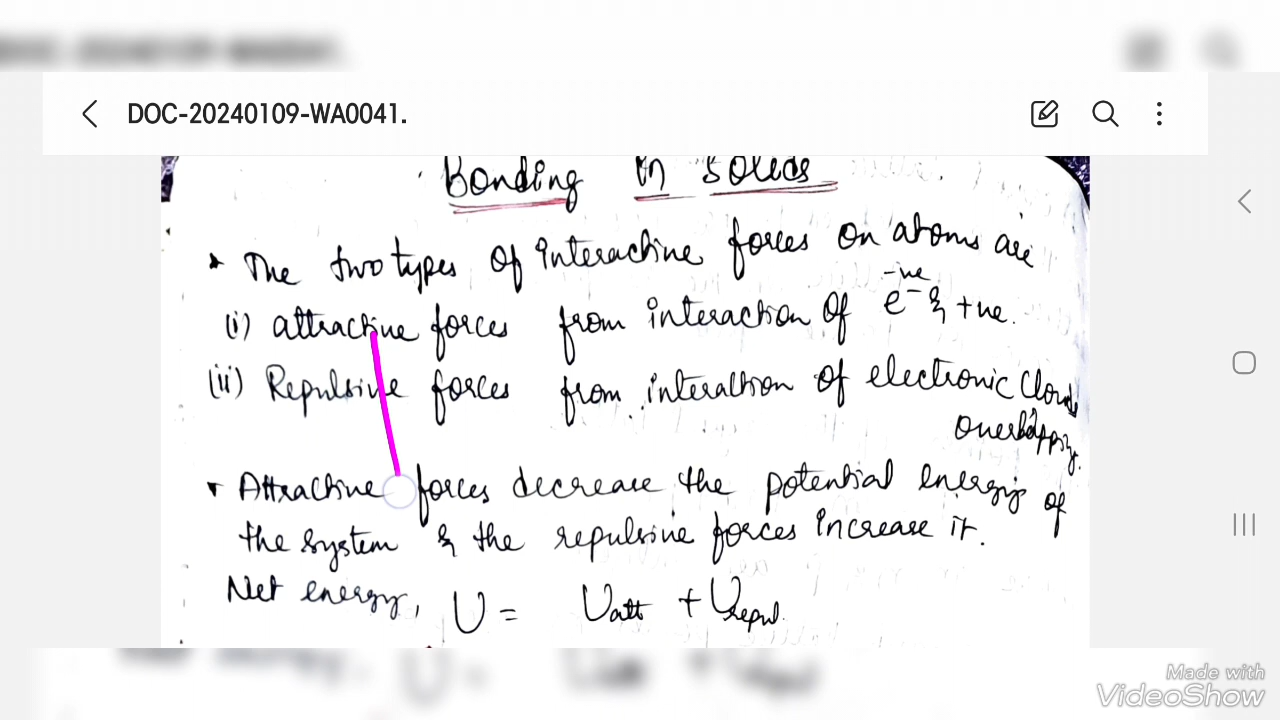 DOC-20240109-WA0041.
Bonding in Solids
The two types of interactive forces on atoms are
-ve
(i) attractive forces from interaction of e⁻ & +ve.
(ii) Repulsive forces from interaction of electronic Clouds
overlapping.
Attractive forces decrease the potential energy of
the system & the repulsive forces increase it.
Net energy, U = Uatt + Urepul.
Made with
VideoShow